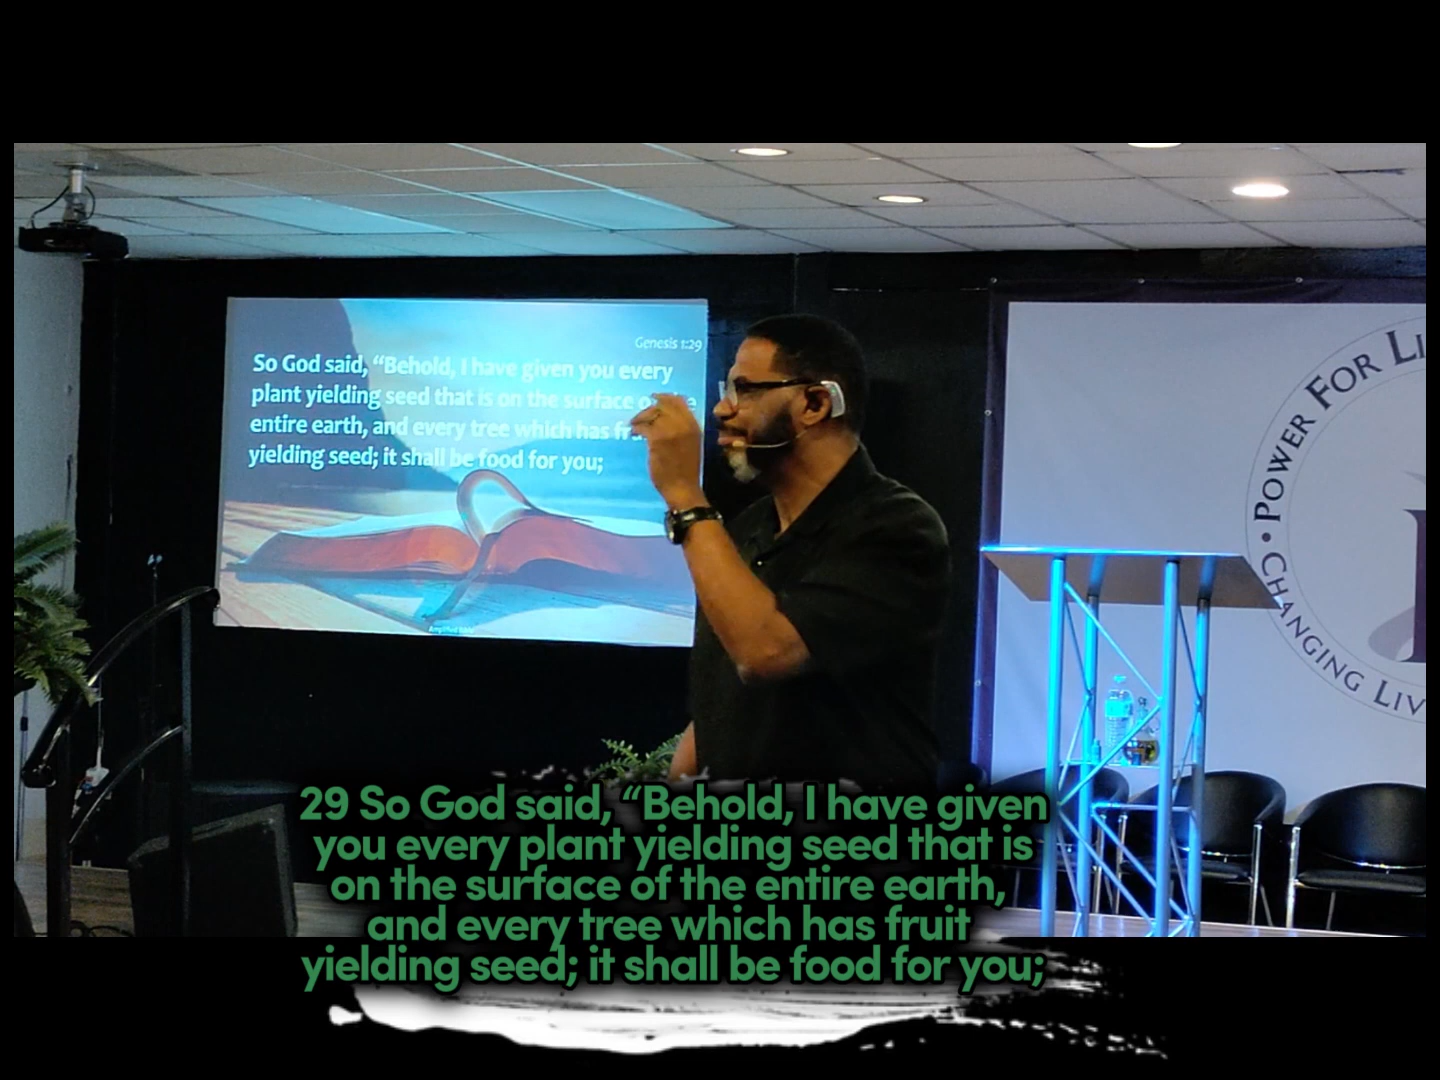 Genesis 1:29
So God said, “Behold, I have given you every
plant yielding seed that is on the surface
entire earth, and every tree which has
yielding seed; it shall be food for you;
Amplified Bible
POWER FOR
• CHANGING
29 So God said, “Behold, I have given
you every plant yielding seed that is
on the surface of the entire earth,
and every tree which has fruit
yielding seed; it shall be food for you;